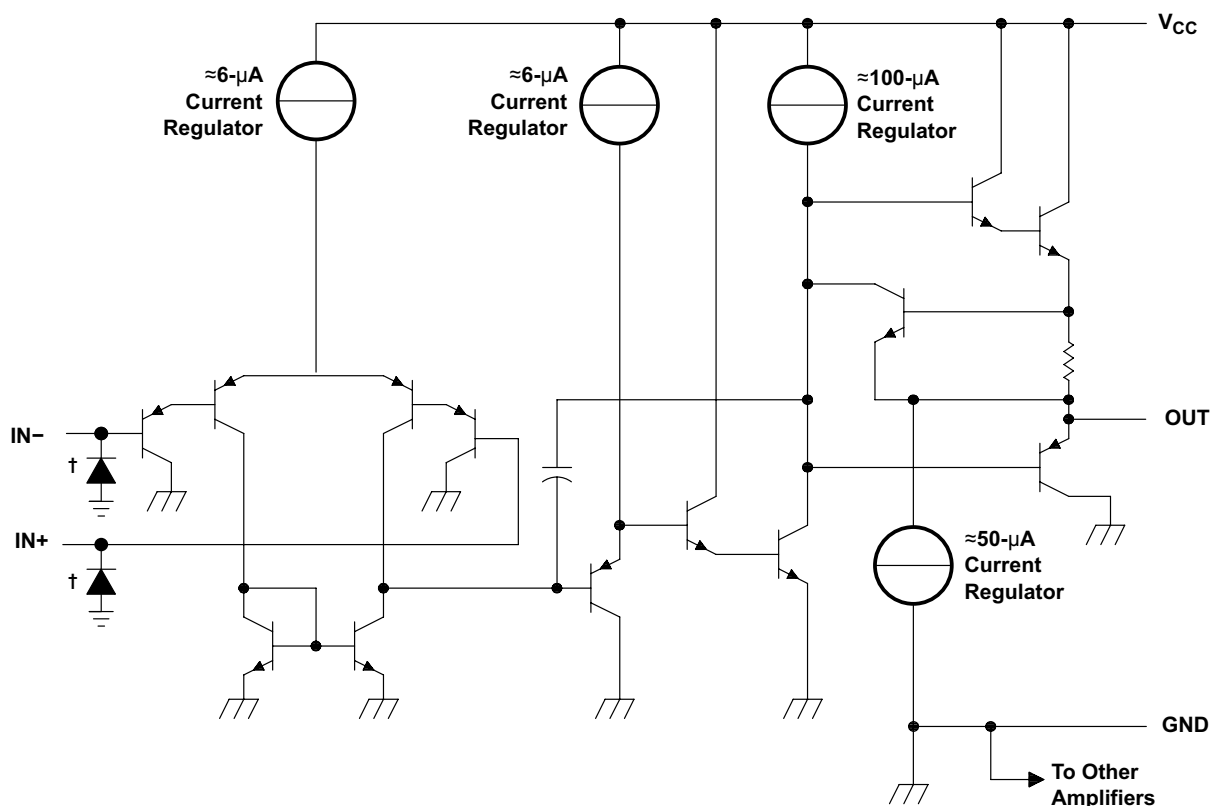 VCC
≈6-µA
Current
Regulator
≈6-µA
Current
Regulator
≈100-µA
Current
Regulator
IN−
†
IN+
†
OUT
≈50-µA
Current
Regulator
GND
To Other
Amplifiers